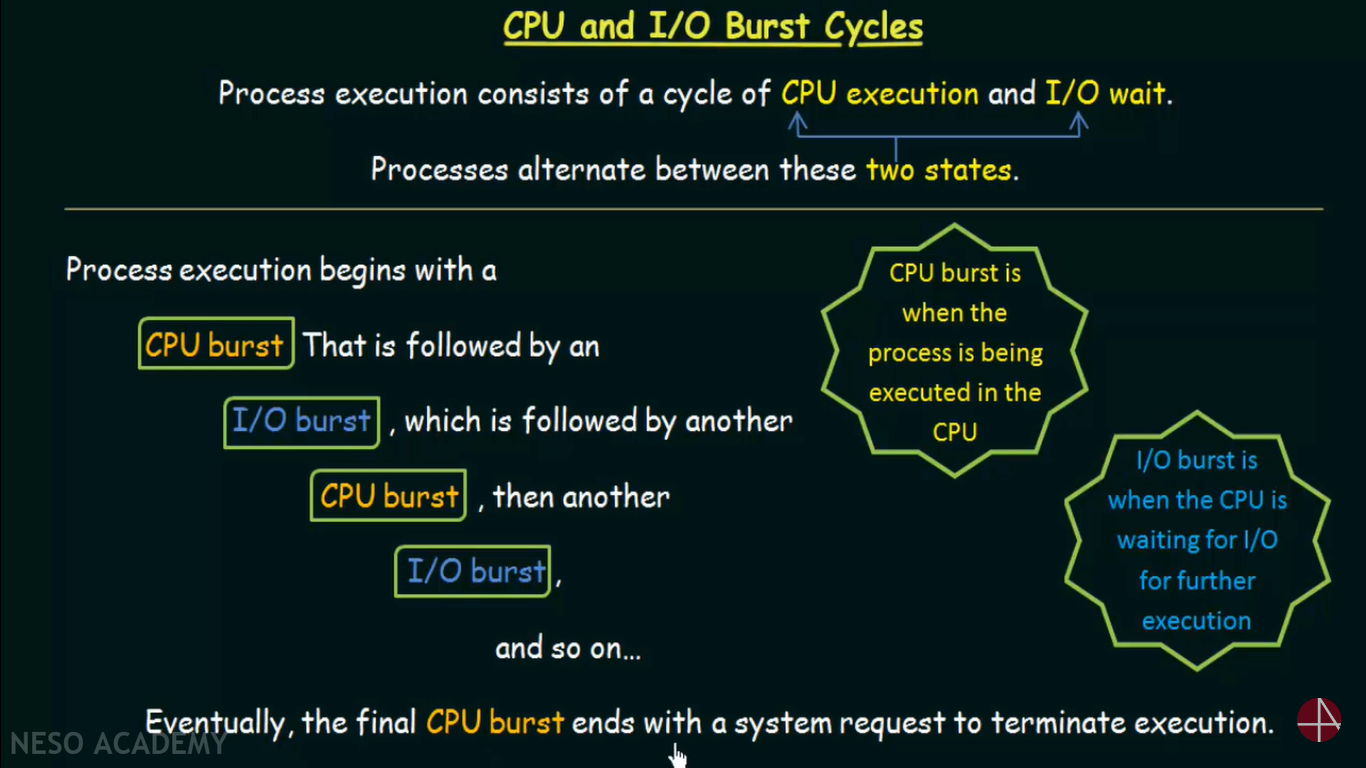 CPU and I/O Burst Cycles
Process execution consists of a cycle of CPU execution and I/O wait.
Processes alternate between these two states.
Process execution begins with a
CPU burst That is followed by an
I/O burst , which is followed by another
CPU burst , then another
I/O burst ,
and so on...
CPU burst is
when the
process is being
executed in the
CPU
I/O burst is
when the CPU is
waiting for I/O
for further
execution
Eventually, the final CPU burst ends with a system request to terminate execution.
NESO ACADEMY